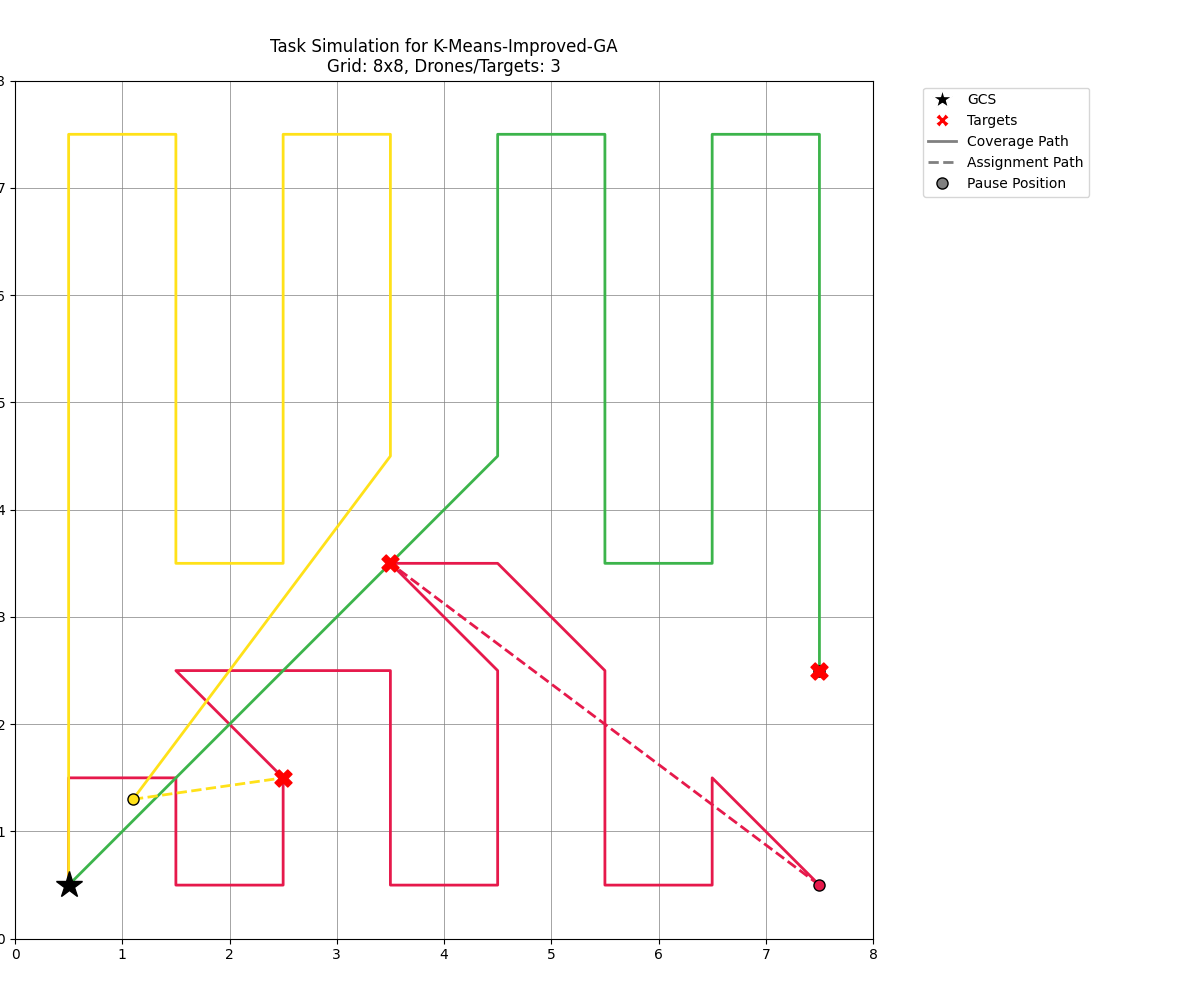 Task Simulation for K-Means-Improved-GA
Grid: 8x8, Drones/Targets: 3
GCS
Targets
Coverage Path
Assignment Path
Pause Position
8
7
6
5
4
3
2
1
0
0 1 2 3 4 5 6 7 8